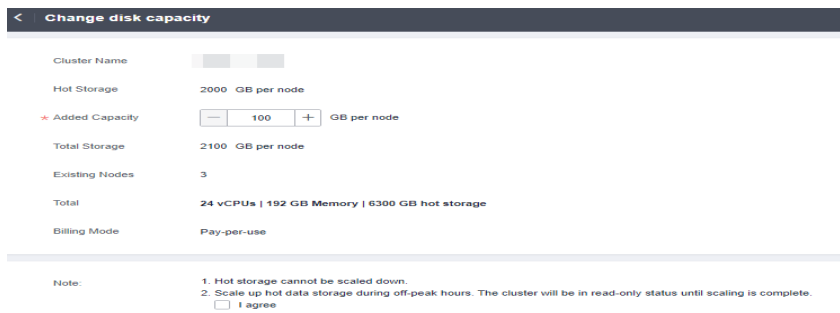 < Change disk capacity
Cluster Name
Hot Storage 2000 GB per node
* Added Capacity — 100 + GB per node
Total Storage 2100 GB per node
Existing Nodes 3
Total 24 vCPUs | 192 GB Memory | 6300 GB hot storage
Billing Mode Pay-per-use
Note: 1. Hot storage cannot be scaled down.
2. Scale up hot data storage during off-peak hours. The cluster will be in read-only status until scaling is complete.
I agree